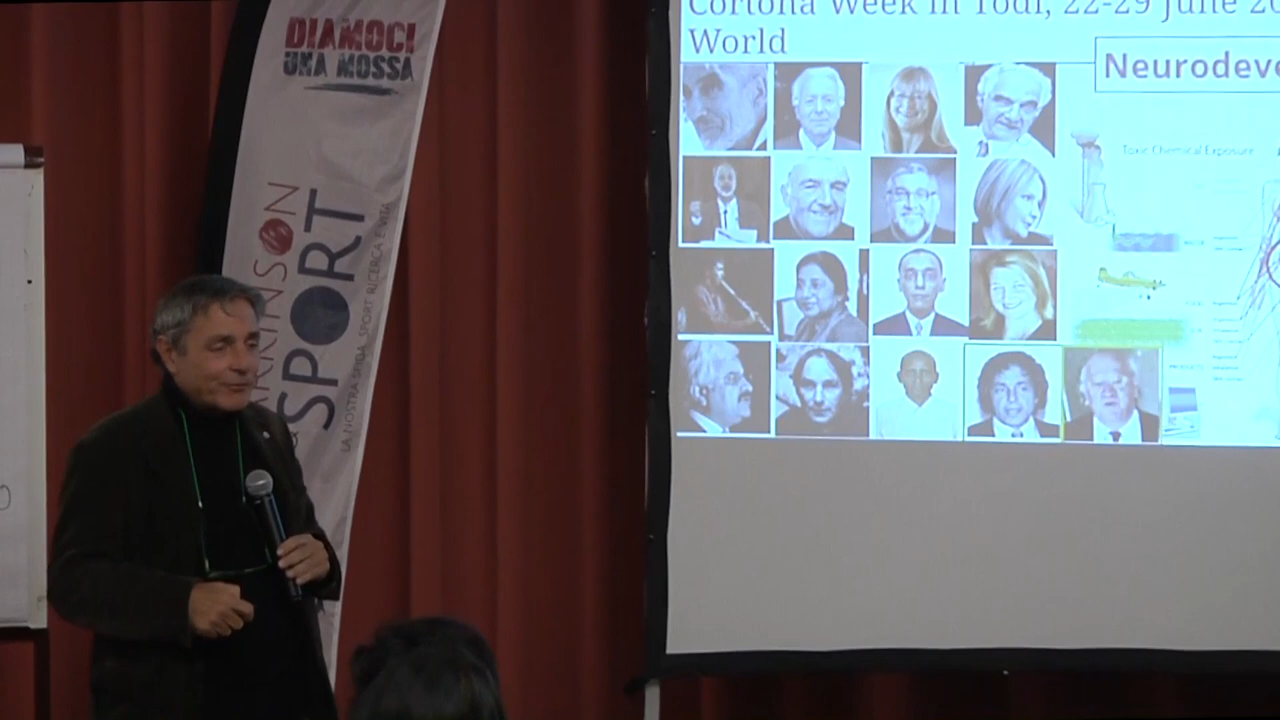 DIAMOCI
UNA MOSSA
PARKINSON
& SPORT
LA NOSTRA SFIDA: SPORT RICERCA E VITA
Cortona Week in Todi, 22-29 June 20
World
Neurodeve
Toxic Chemical Exposure